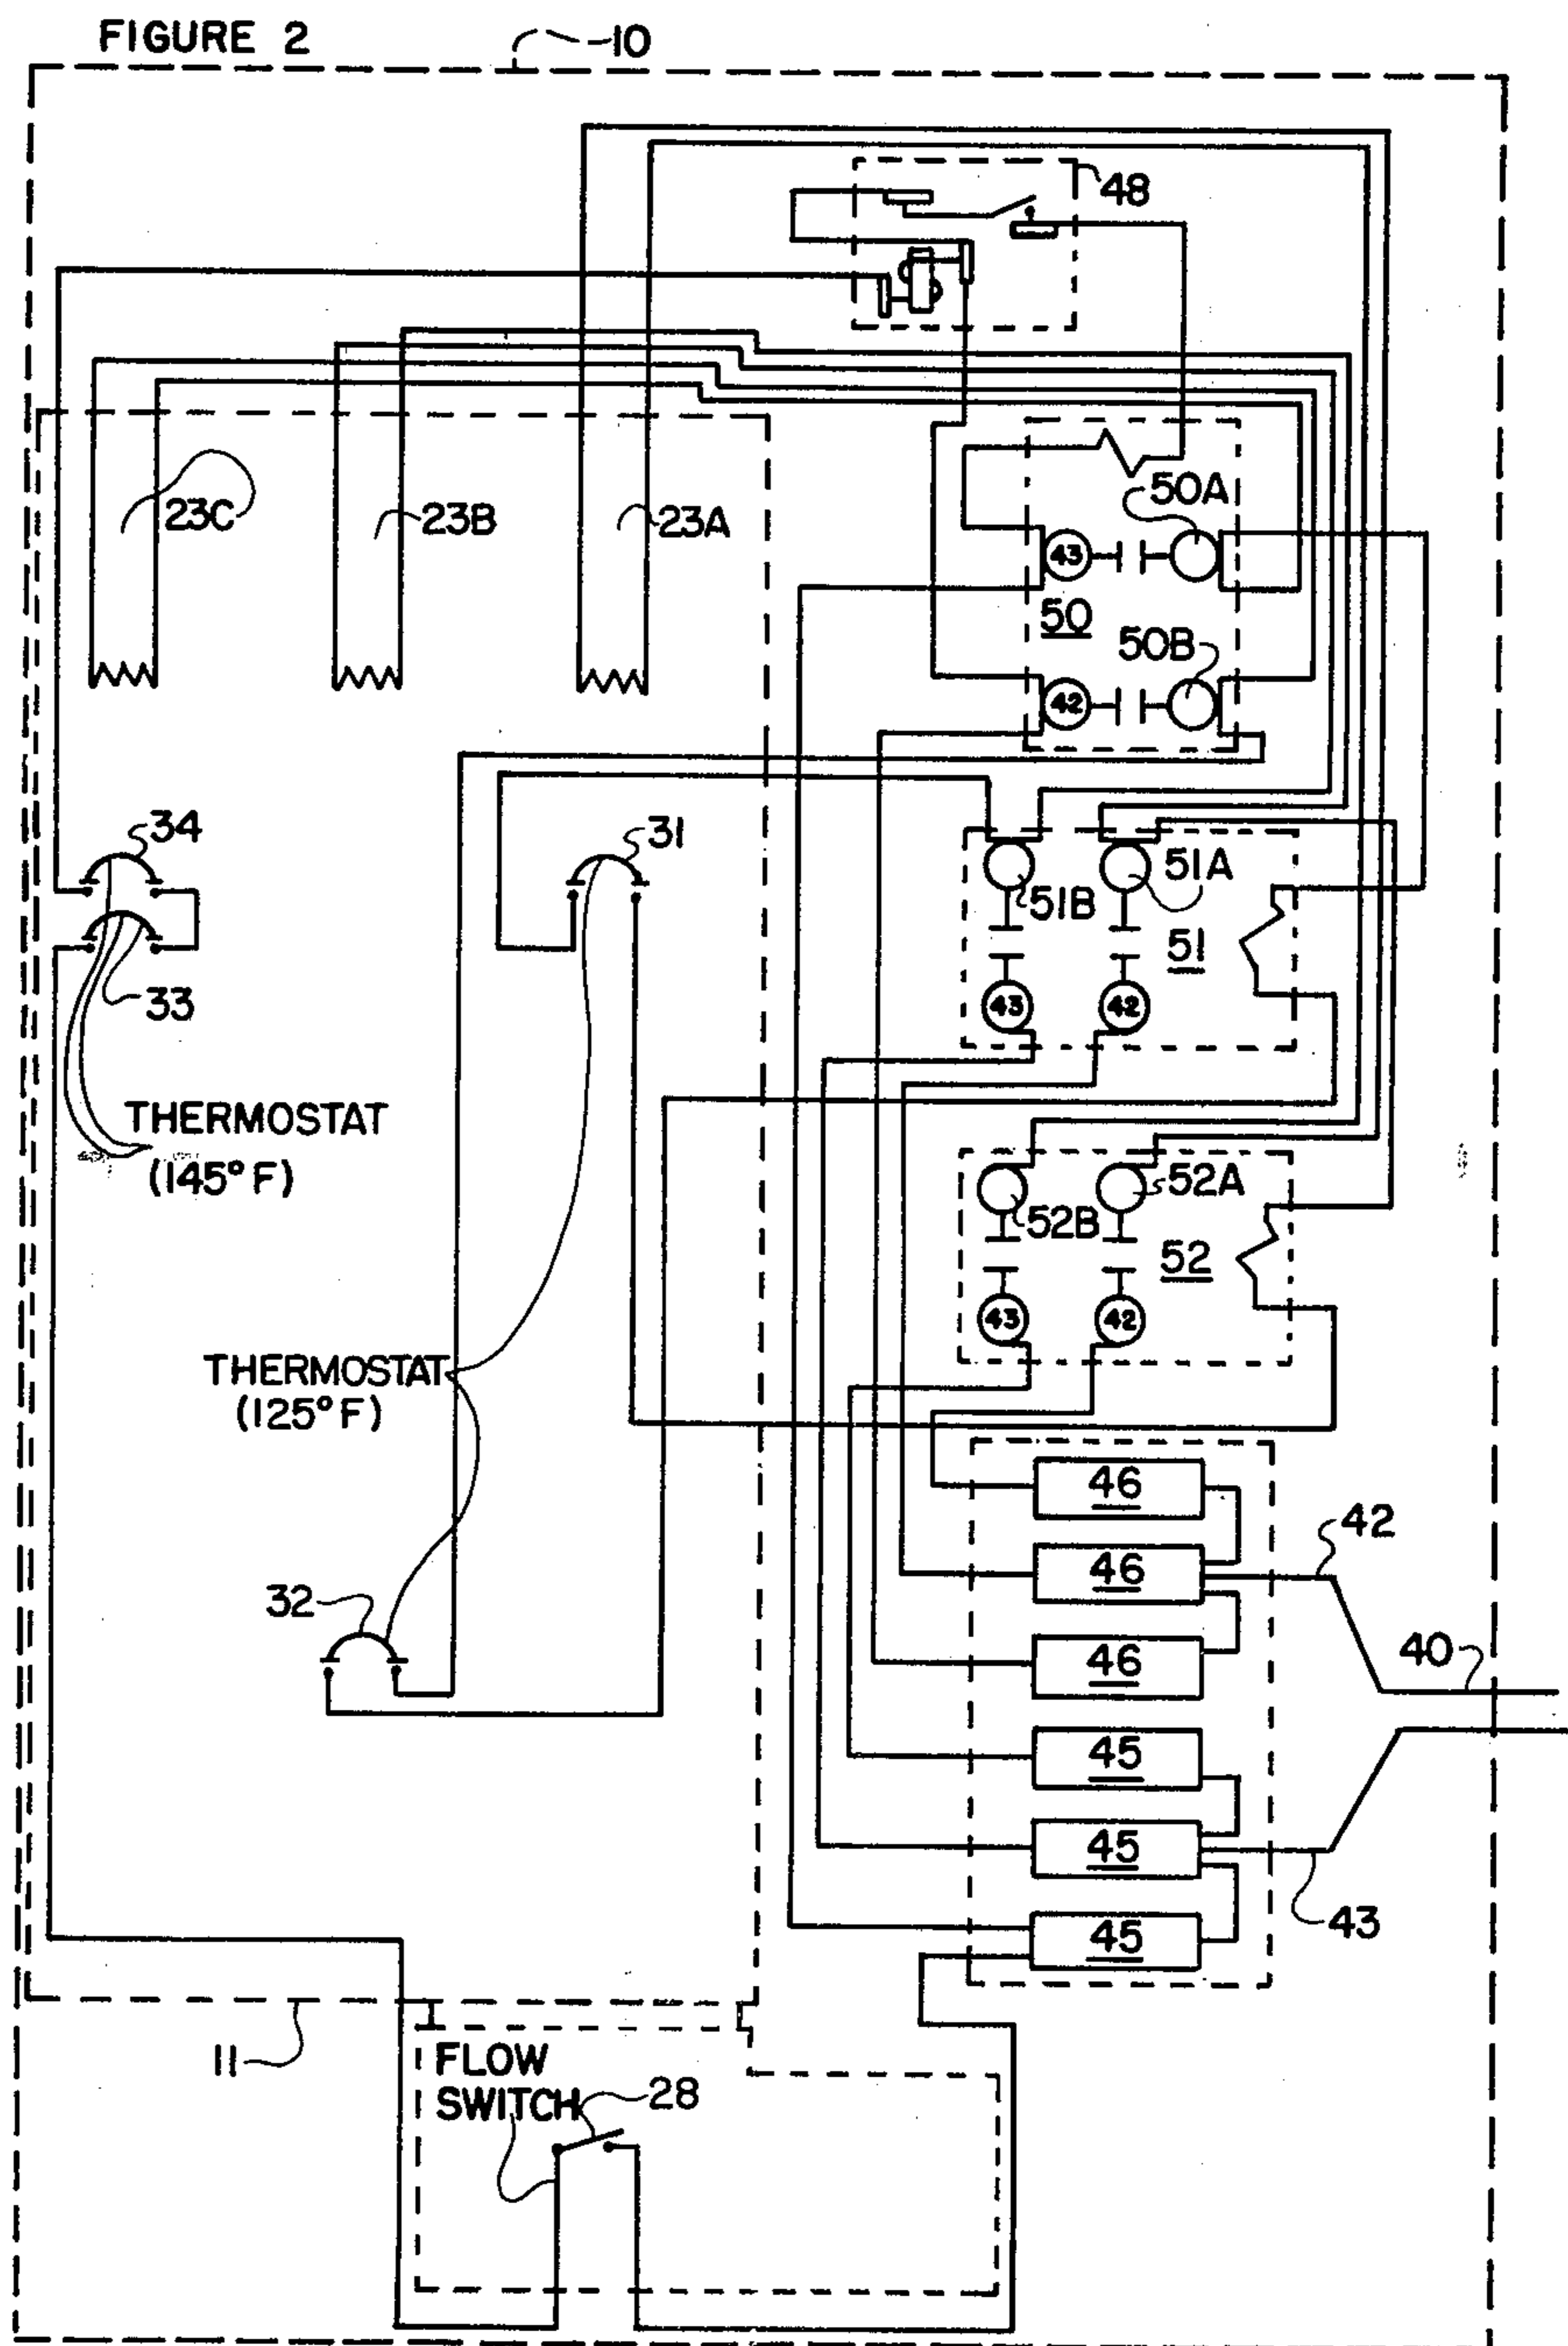 FIGURE 2
10
48
23C
23B
23A
50A
43
50
50B
42
34
31
51A
51B
51
33
43
42
THERMOSTAT
(145° F)
52A
52B
52
43
42
THERMOSTAT
(125° F)
46
42
46
32
40
46
45
45
43
45
11
FLOW
SWITCH
28